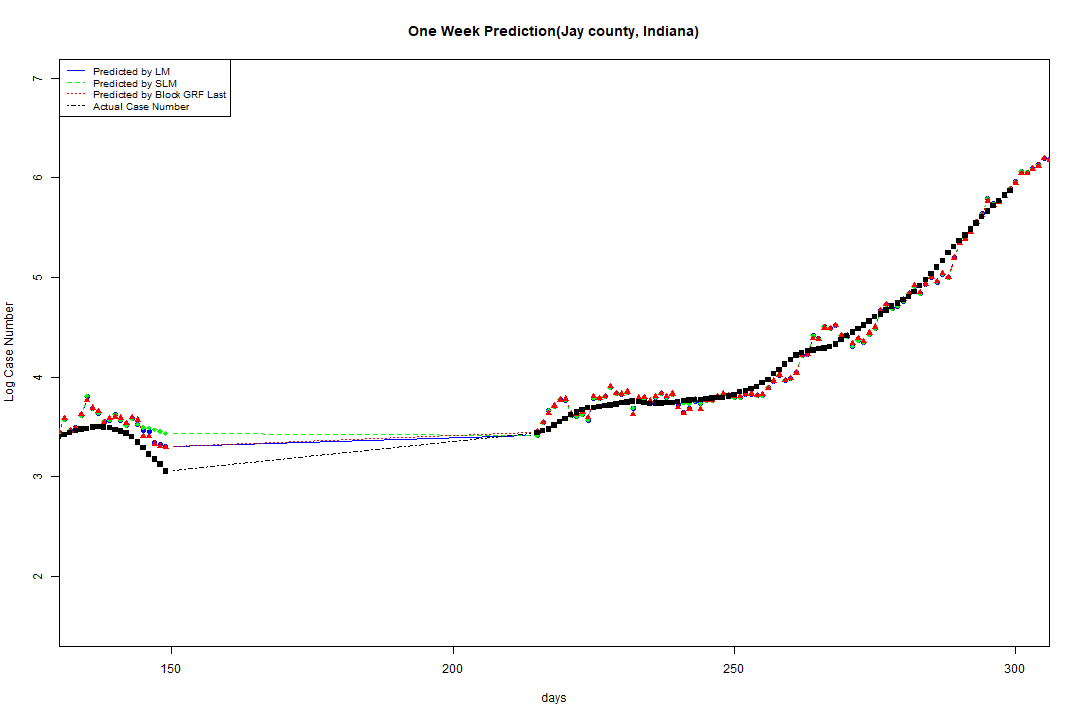 One Week Prediction(Jay county, Indiana)
Predicted by LM
Predicted by SLM
Predicted by Block GRF Last
Actual Case Number
7
6
5
4
3
2
Log Case Number
150
200
250
300
days